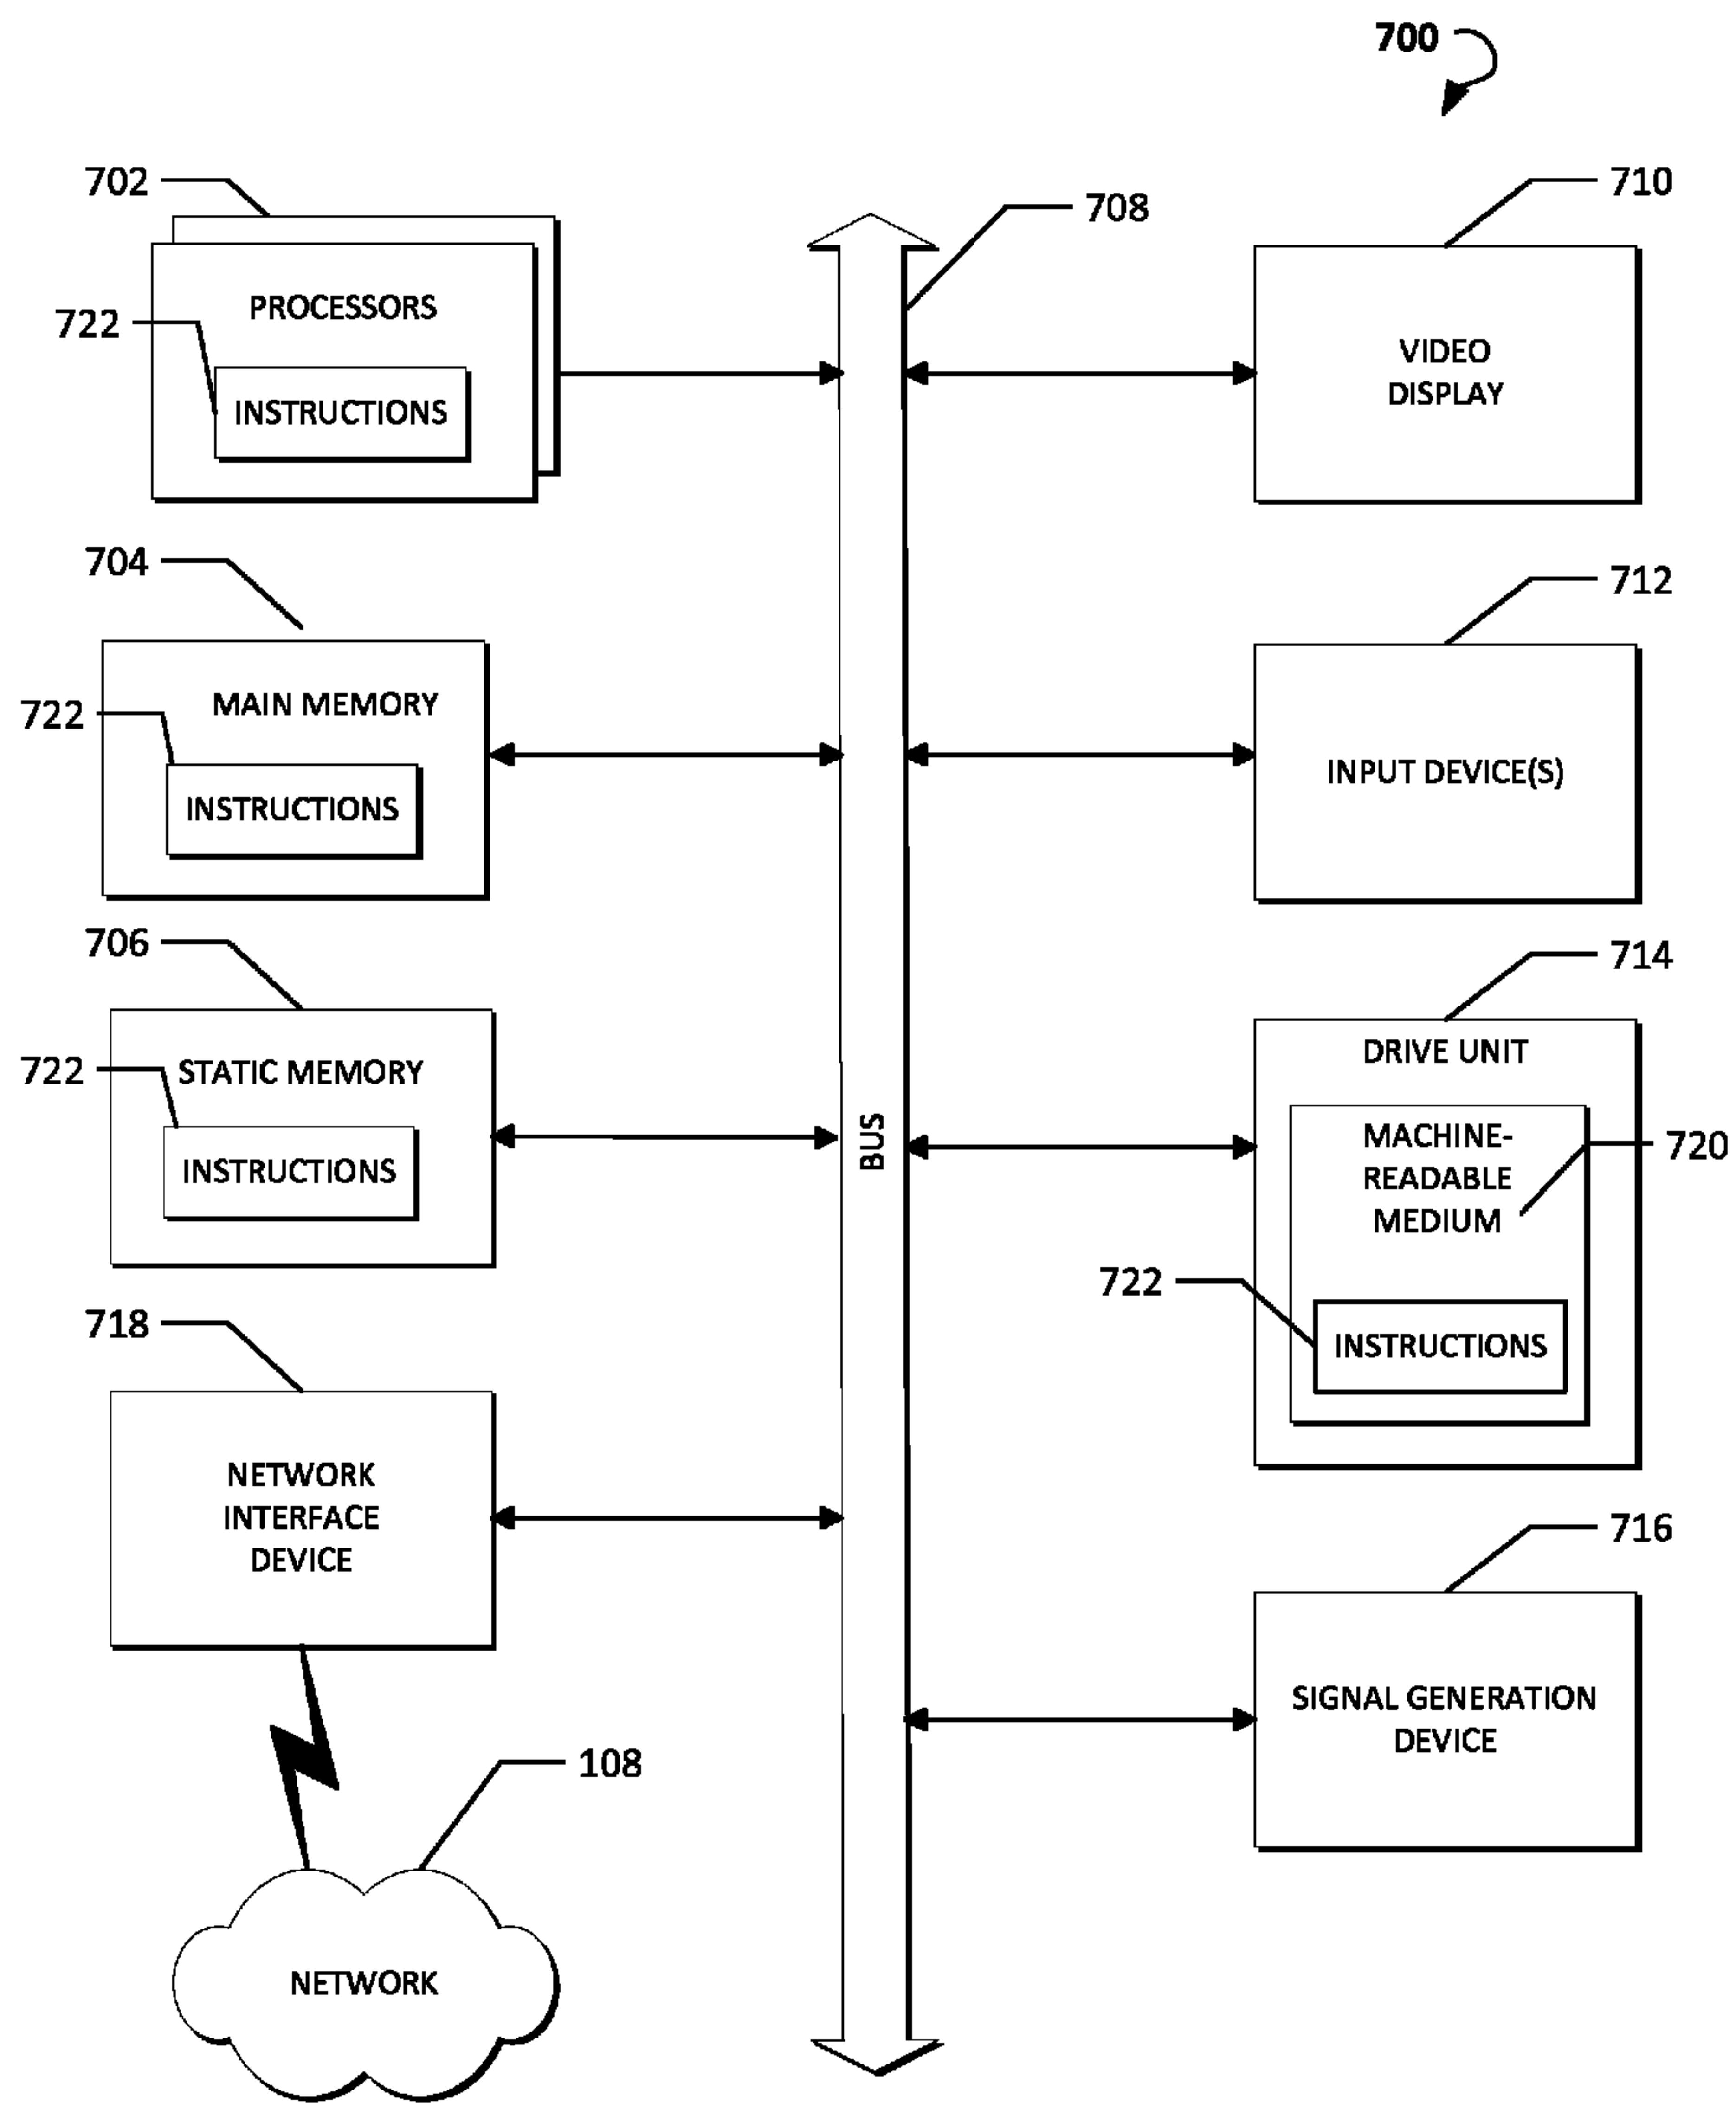 700
702
PROCESSORS
722
INSTRUCTIONS
704
MAIN MEMORY
722
INSTRUCTIONS
706
STATIC MEMORY
722
INSTRUCTIONS
718
NETWORK
INTERFACE
DEVICE
108
NETWORK
708
BUS
710
VIDEO
DISPLAY
712
INPUT DEVICE(S)
714
DRIVE UNIT
MACHINE-
READABLE
MEDIUM
720
722
INSTRUCTIONS
716
SIGNAL GENERATION
DEVICE